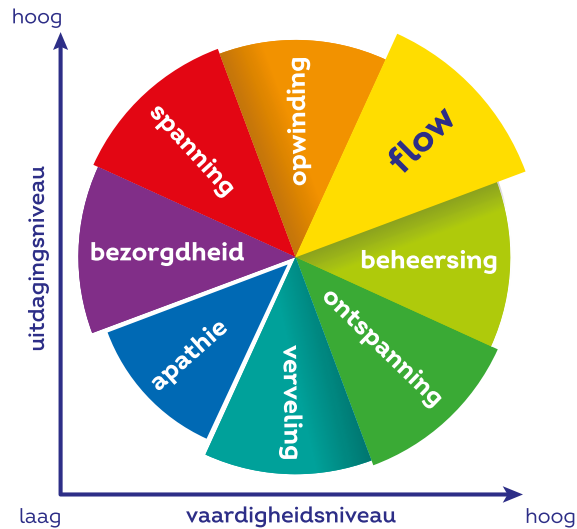 hoog
uitdagingsniveau
opwinding
flow
spanning
bezorgdheid
beheersing
apathie
ontspanning
verveling
laag
vaardigheidsniveau
hoog